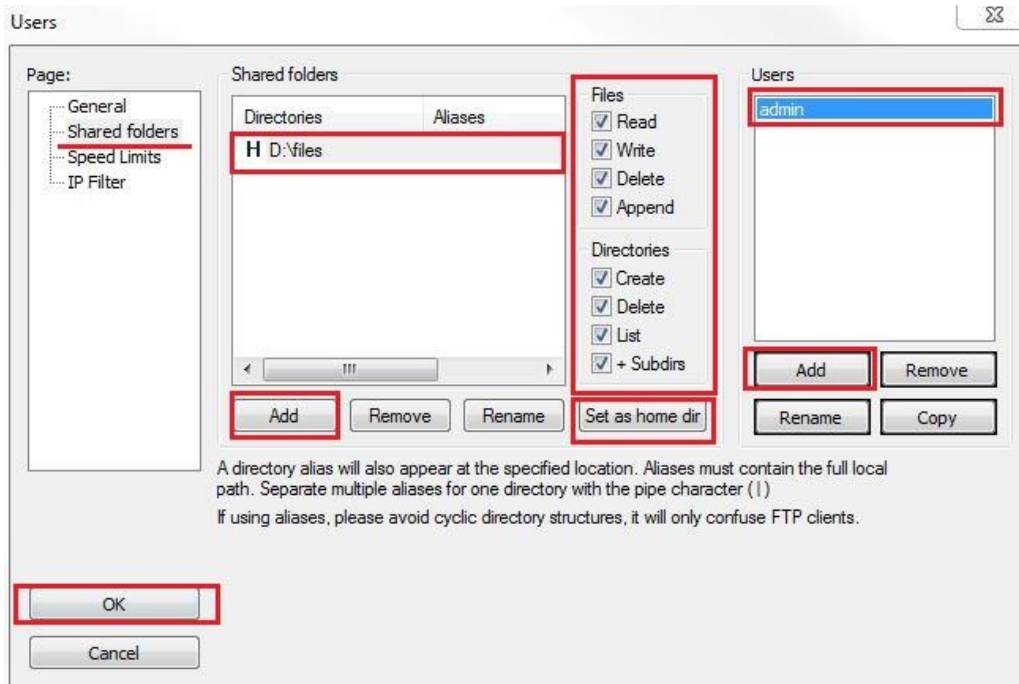 Users
Page:
General
Shared folders
Speed Limits
IP Filter
Shared folders
Directories Aliases
H D:\files
Add Remove Rename Set as home dir
Files
Read
Write
Delete
Append
Directories
Create
Delete
List
+ Subdirs
Users
admin
Add Remove
Rename Copy
A directory alias will also appear at the specified location. Aliases must contain the full local
path. Separate multiple aliases for one directory with the pipe character (|)
If using aliases, please avoid cyclic directory structures, it will only confuse FTP clients.
OK
Cancel